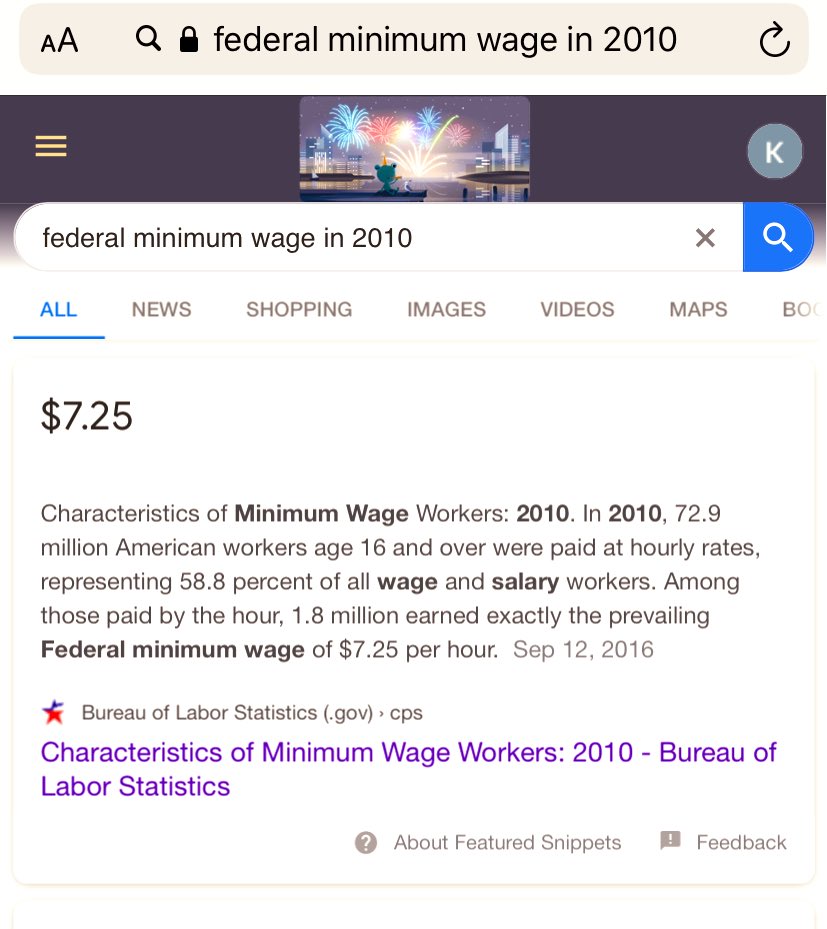 AA federal minimum wage in 2010
K
federal minimum wage in 2010
ALL NEWS SHOPPING IMAGES VIDEOS MAPS BOO
$7.25
Characteristics of Minimum Wage Workers: 2010. In 2010, 72.9
million American workers age 16 and over were paid at hourly rates,
representing 58.8 percent of all wage and salary workers. Among
those paid by the hour, 1.8 million earned exactly the prevailing
Federal minimum wage of $7.25 per hour. Sep 12, 2016
Bureau of Labor Statistics (.gov) › cps
Characteristics of Minimum Wage Workers: 2010 - Bureau of
Labor Statistics
About Featured Snippets Feedback